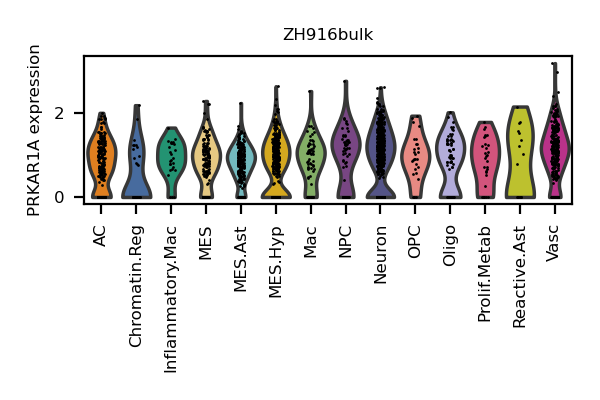 ZH916bulk
PRKAR1A expression
2
0
AC
Chromatin.Reg
Inflammatory.Mac
MES
MES.Ast
MES.Hyp
Mac
NPC
Neuron
OPC
Oligo
Prolif.Metab
Reactive.Ast
Vasc